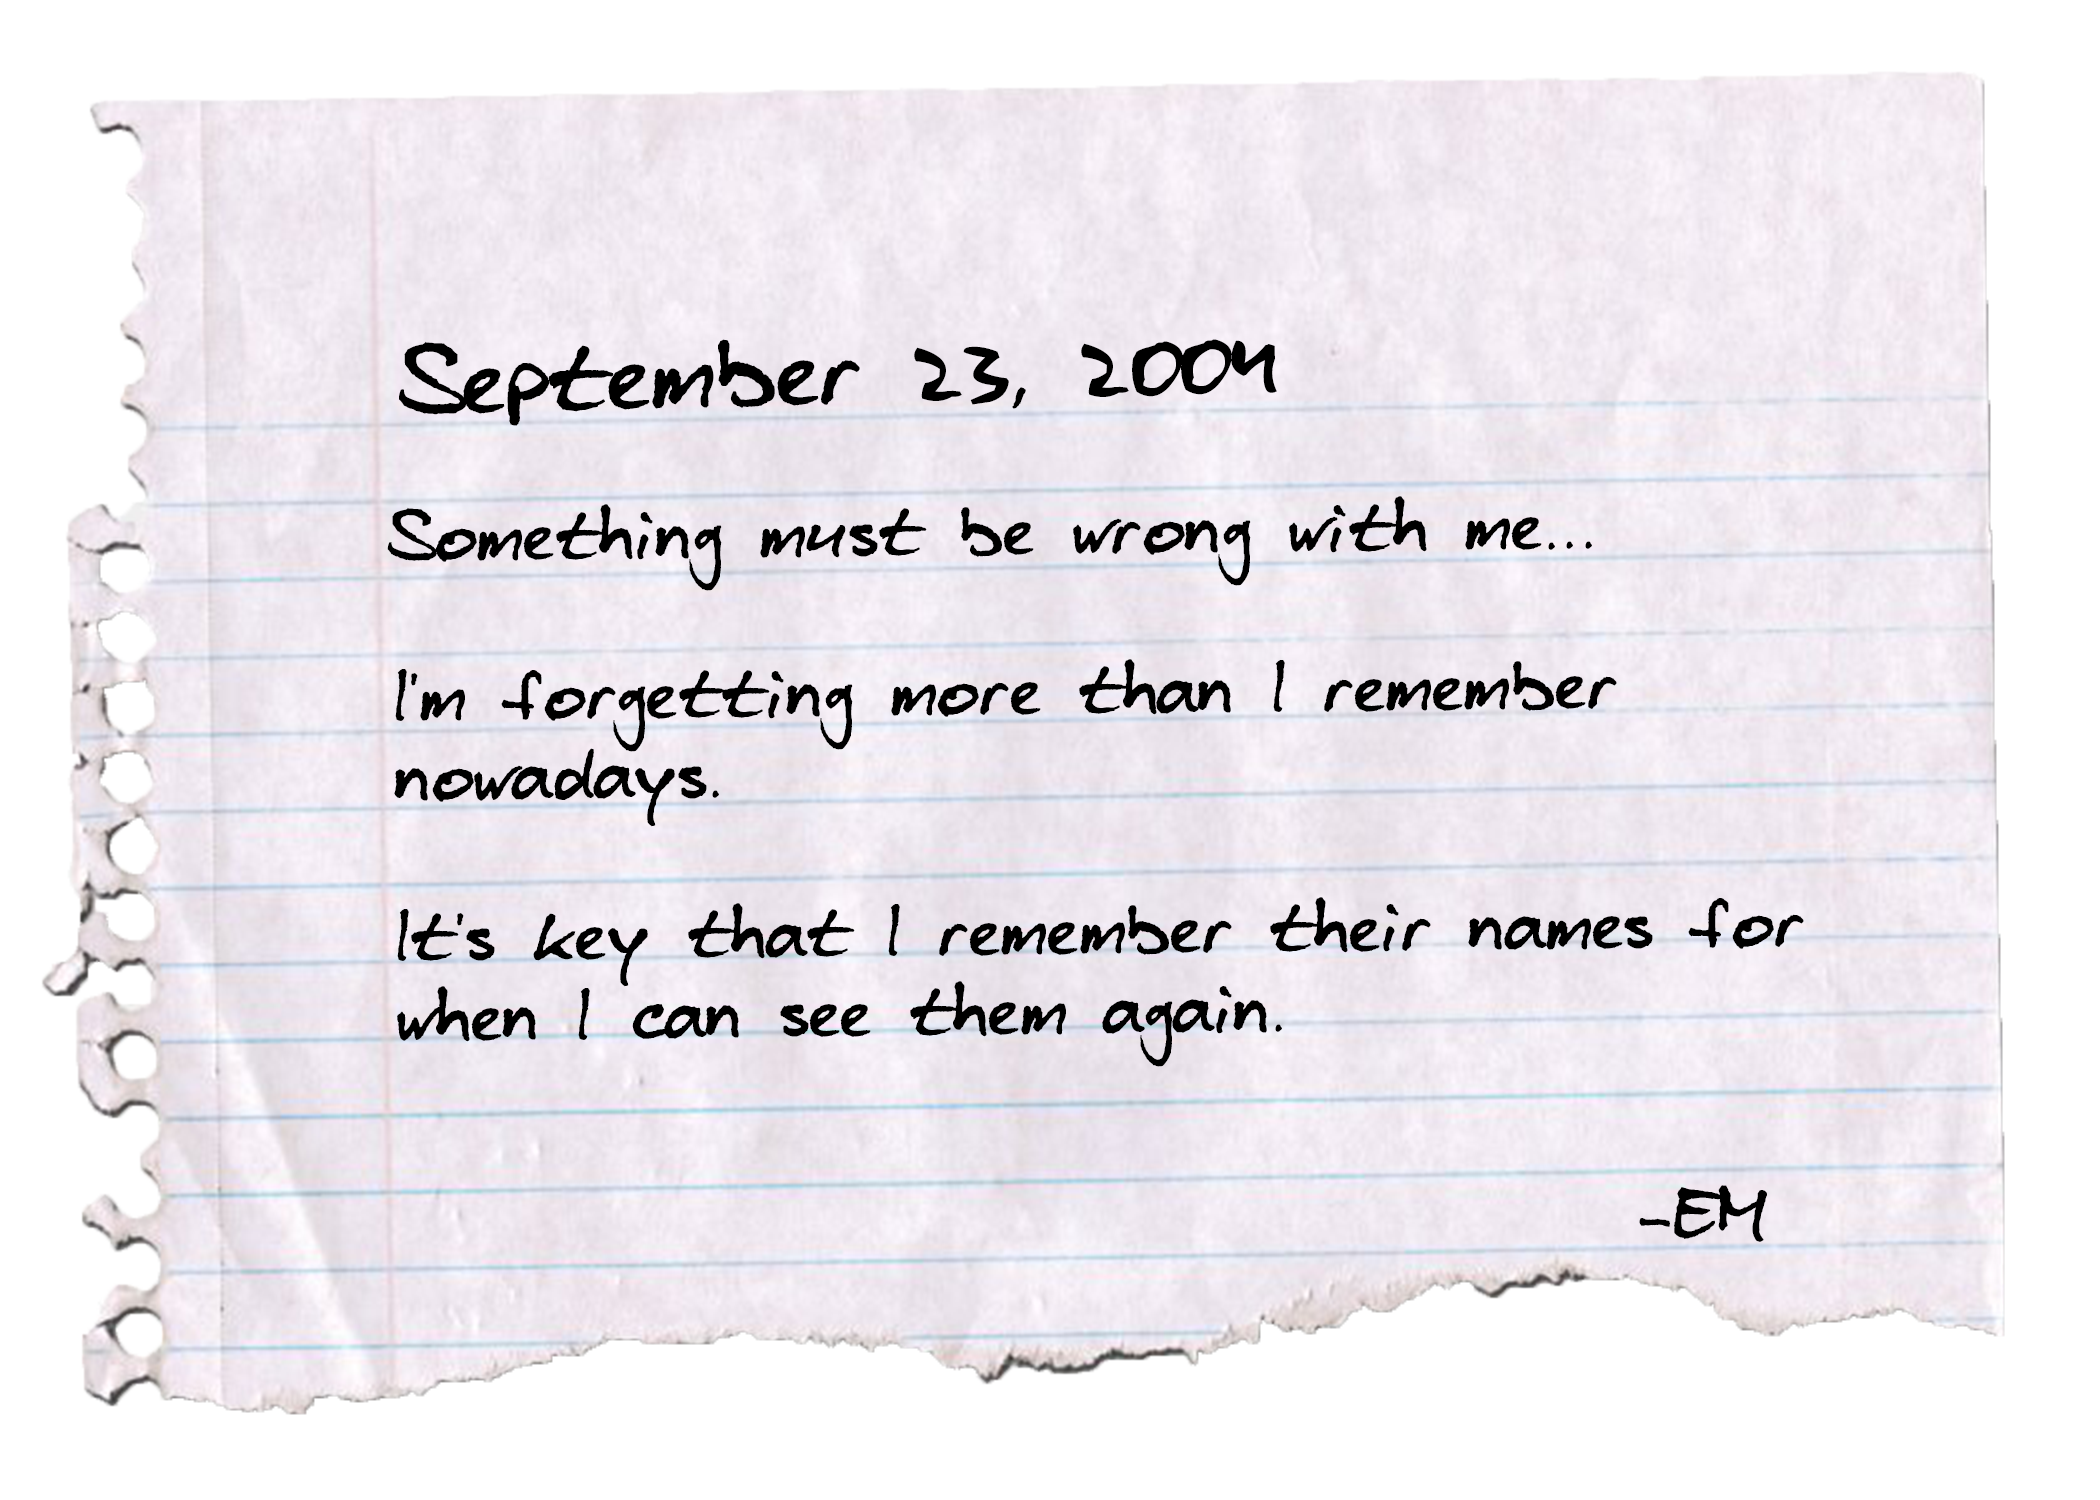 September 23, 2004
Something must be wrong with me...
I'm forgetting more than I remember
nowadays.
It's key that I remember their names for
when I can see them again.
-EM